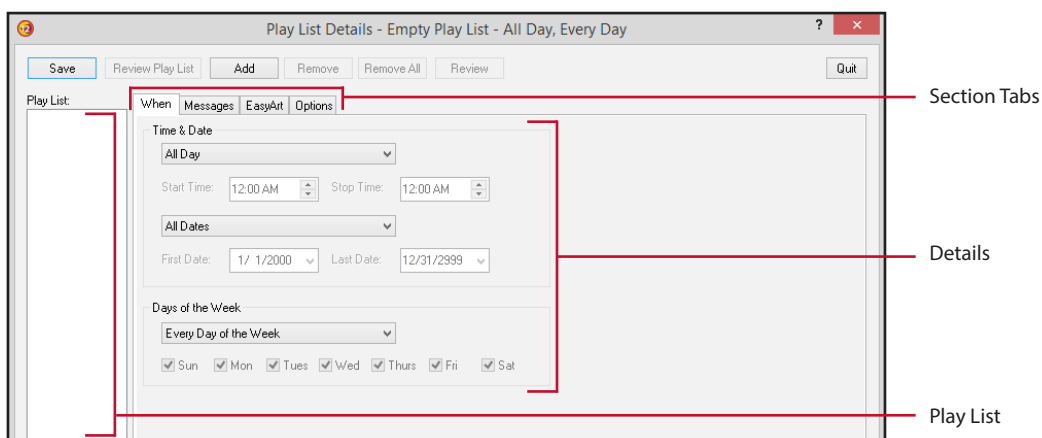 Play List Details - Empty Play List - All Day, Every Day
?
Save Review Play List Add Remove Remove All Review Quit
Play List:
When Messages EasyArt Options
Section Tabs
Time & Date
All Day
Start Time: 12:00 AM Stop Time: 12:00 AM
All Dates
First Date: 1/ 1/2000 Last Date: 12/31/2999
Details
Days of the Week
Every Day of the Week
Sun Mon Tues Wed Thurs Fri Sat
Play List